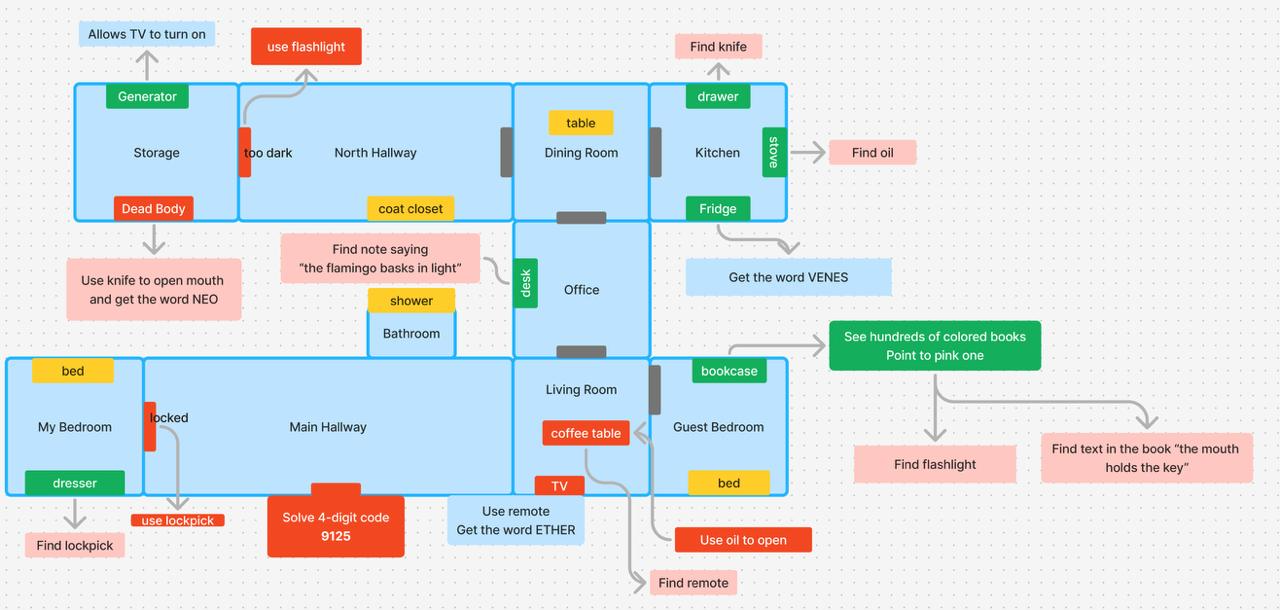 Allows TV to turn on
use flashlight
Find knife
Generator
drawer
table
Storage
too dark
North Hallway
Dining Room
Kitchen
stove
Find oil
Dead Body
coat closet
Fridge
Find note saying
“the flamingo basks in light”
Use knife to open mouth
and get the word NEO
desk
Office
Get the word VENES
shower
Bathroom
See hundreds of colored books
Point to pink one
bed
Living Room
bookcase
My Bedroom
locked
Main Hallway
coffee table
Guest Bedroom
Find flashlight
Find text in the book “the mouth
holds the key”
dresser
TV
bed
use lockpick
Solve 4-digit code
9125
Use remote
Get the word ETHER
Find lockpick
Use oil to open
Find remote